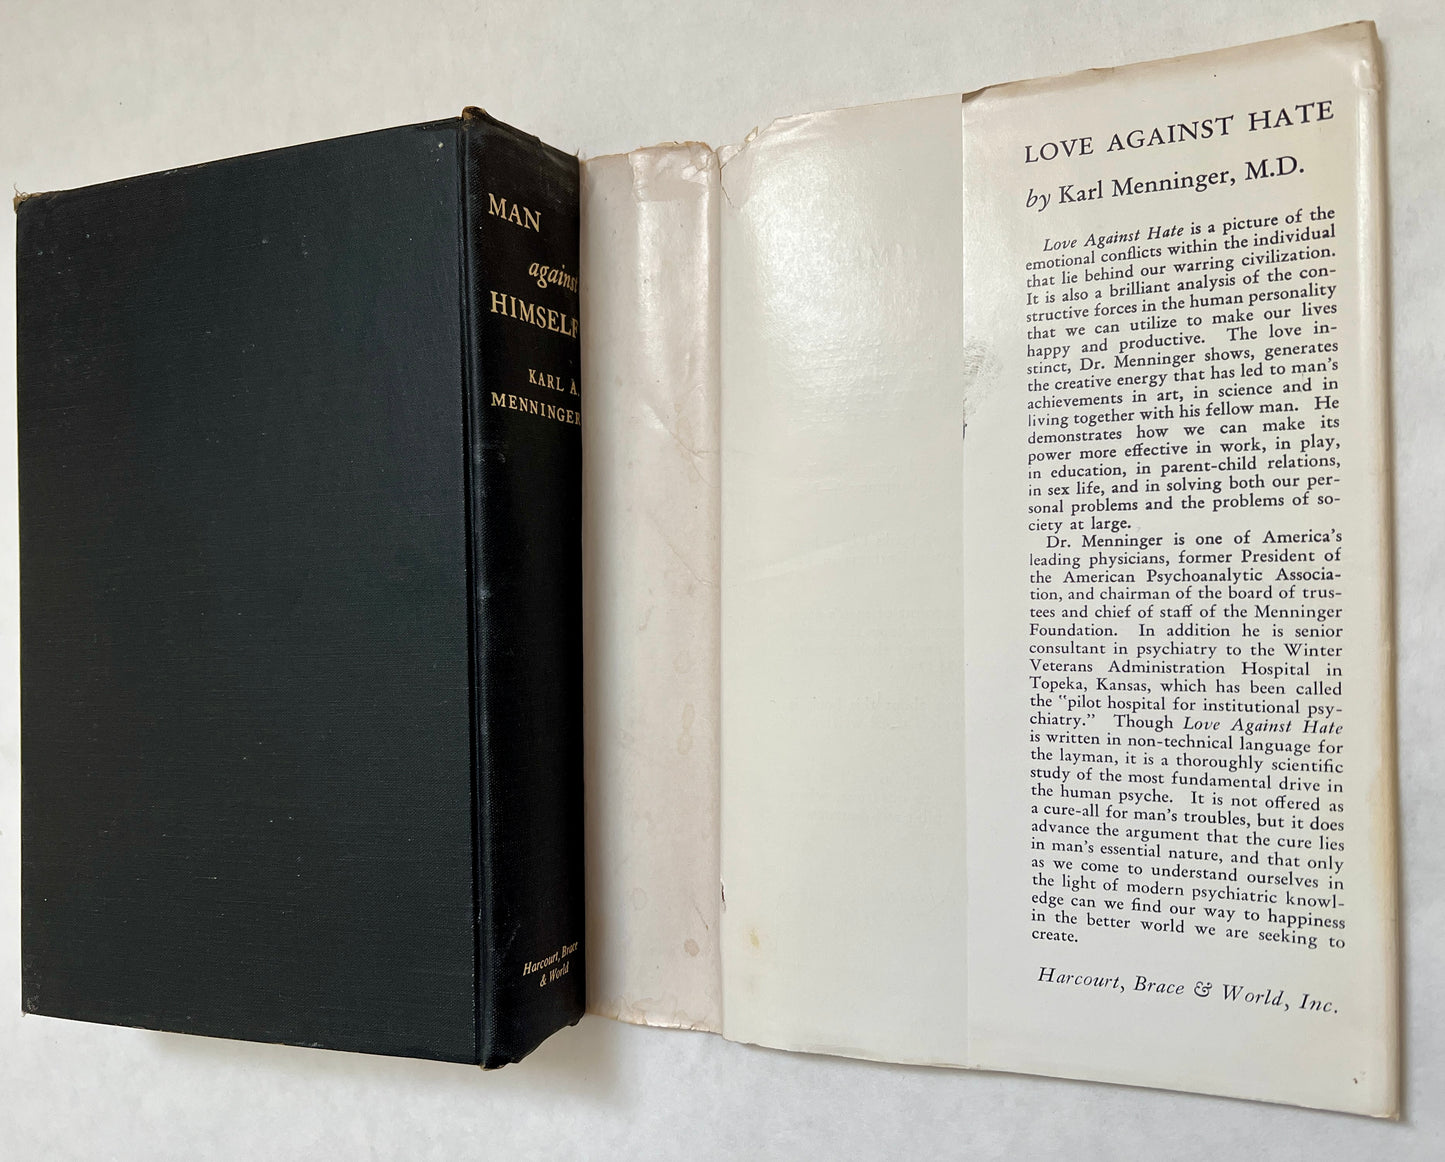 MAN
against
HIMSELF
KARL A.
MENNINGER
Harcourt, Brace
& World
LOVE AGAINST HATE
by Karl Menninger, M.D.
Love Against Hate is a picture of the
emotional conflicts within the individual
that lie behind our warring civilization.
It is also a brilliant analysis of the con-
structive forces in the human personality
that we can utilize to make our lives
happy and productive. The love in-
stinct, Dr. Menninger shows, generates
the creative energy that has led to man's
achievements in art, in science and in
living together with his fellow man. He
demonstrates how we can make its
power more effective in work, in play,
in education, in parent-child relations,
in sex life, and in solving both our per-
sonal problems and the problems of so-
ciety at large.
Dr. Menninger is one of America's
leading physicians, former President of
the American Psychoanalytic Associa-
tion, and chairman of the board of trus-
tees and chief of staff of the Menninger
Foundation. In addition he is senior
consultant in psychiatry to the Winter
Veterans Administration Hospital in
Topeka, Kansas, which has been called
the "pilot hospital for institutional psy-
chiatry." Though Love Against Hate
is written in non-technical language for
the layman, it is a thoroughly scientific
study of the most fundamental drive in
the human psyche. It is not offered as
a cure-all for man's troubles, but it does
advance the argument that the cure lies
in man's essential nature, and that only
as we come to understand ourselves in
the light of modern psychiatric knowl-
edge can we find our way to happiness
in the better world we are seeking to
create.
Harcourt, Brace & World, Inc.